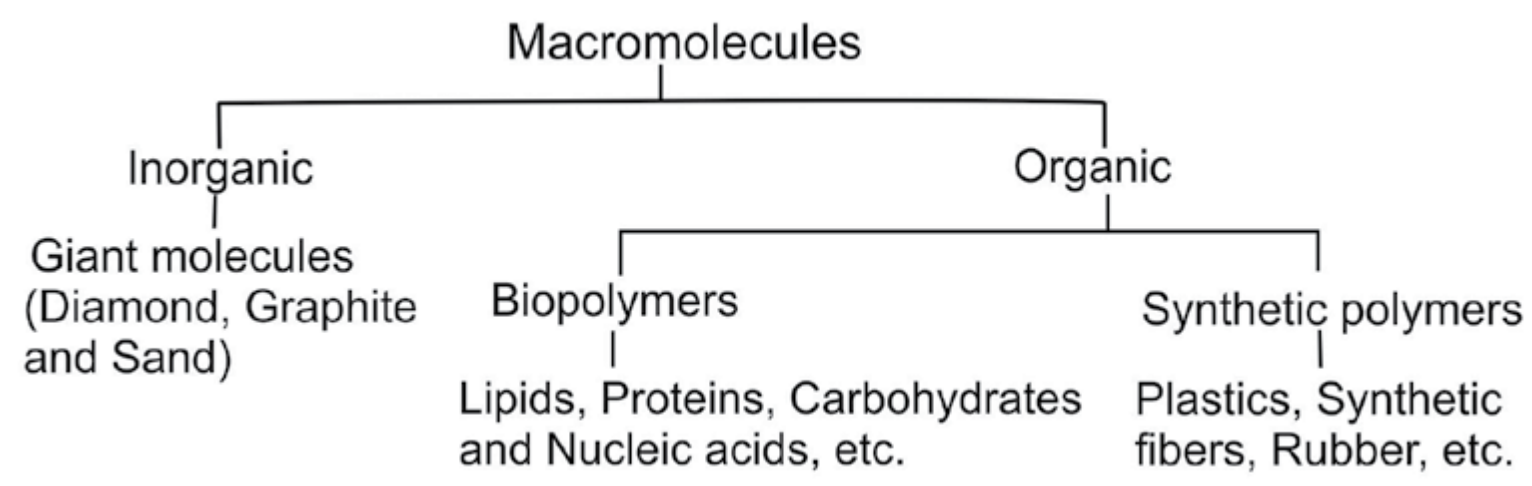 Macromolecules
Inorganic
Organic
Giant molecules
(Diamond, Graphite
and Sand)
Biopolymers
Synthetic polymers
Lipids, Proteins, Carbohydrates
and Nucleic acids, etc.
Plastics, Synthetic
fibers, Rubber, etc.